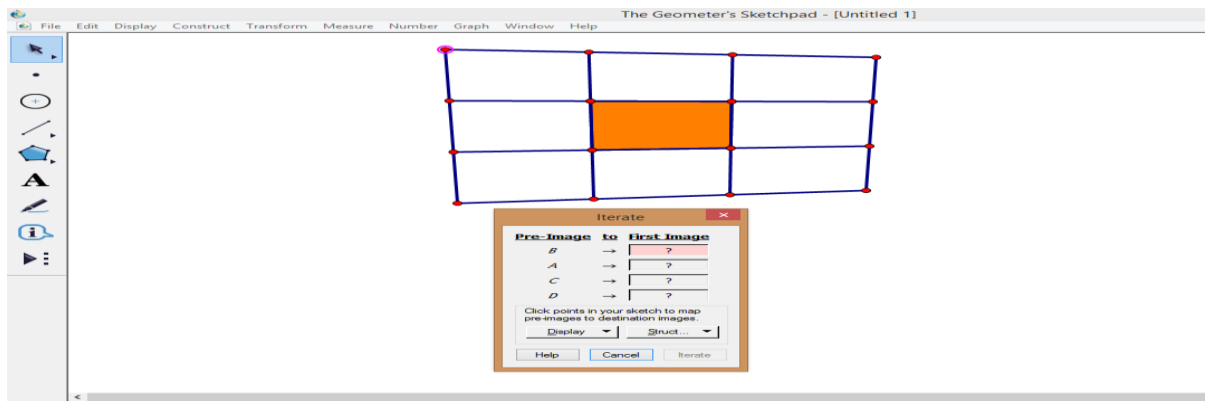 The Geometer's Sketchpad - [Untitled 1]
File Edit Display Construct Transform Measure Number Graph Window Help
A
Iterate
Pre-Image to First Image
B → ?
A → ?
C → ?
D → ?
Click points in your sketch to map
pre-images to destination images.
Display Struct...
Help Cancel Iterate